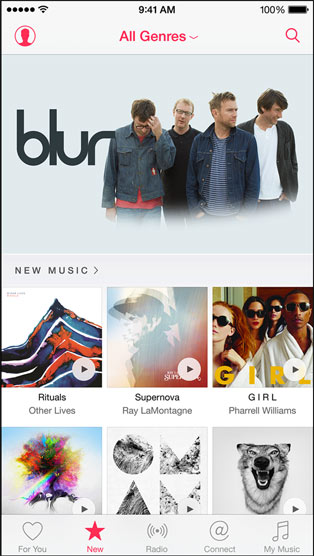 9:41 AM
100%
All Genres
blur
NEW MUSIC
Rituals
Other Lives
Supernova
Ray LaMontagne
GIRL
G I R L
Pharrell Williams
For You
New
Radio
Connect
My Music